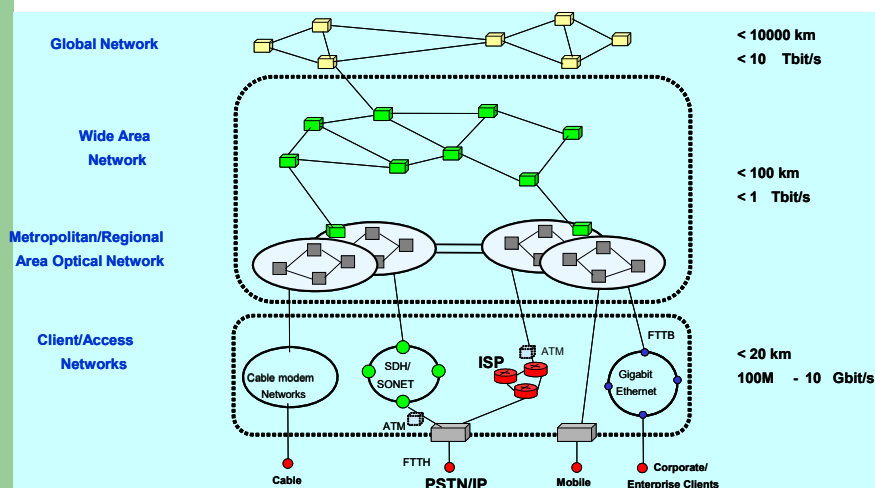 Global Network
< 10000 km
< 10 Tbit/s
Wide Area
Network
< 100 km
< 1 Tbit/s
Metropolitan/Regional
Area Optical Network
Client/Access
Networks
FTTB
< 20 km
100M - 10 Gbit/s
Cable modem
Networks
SDH/
SONET
ISP
ATM
Gigabit
Ethernet
ATM
FTTH
Cable
PSTN/IP
Mobile
Corporate/
Enterprise Clients